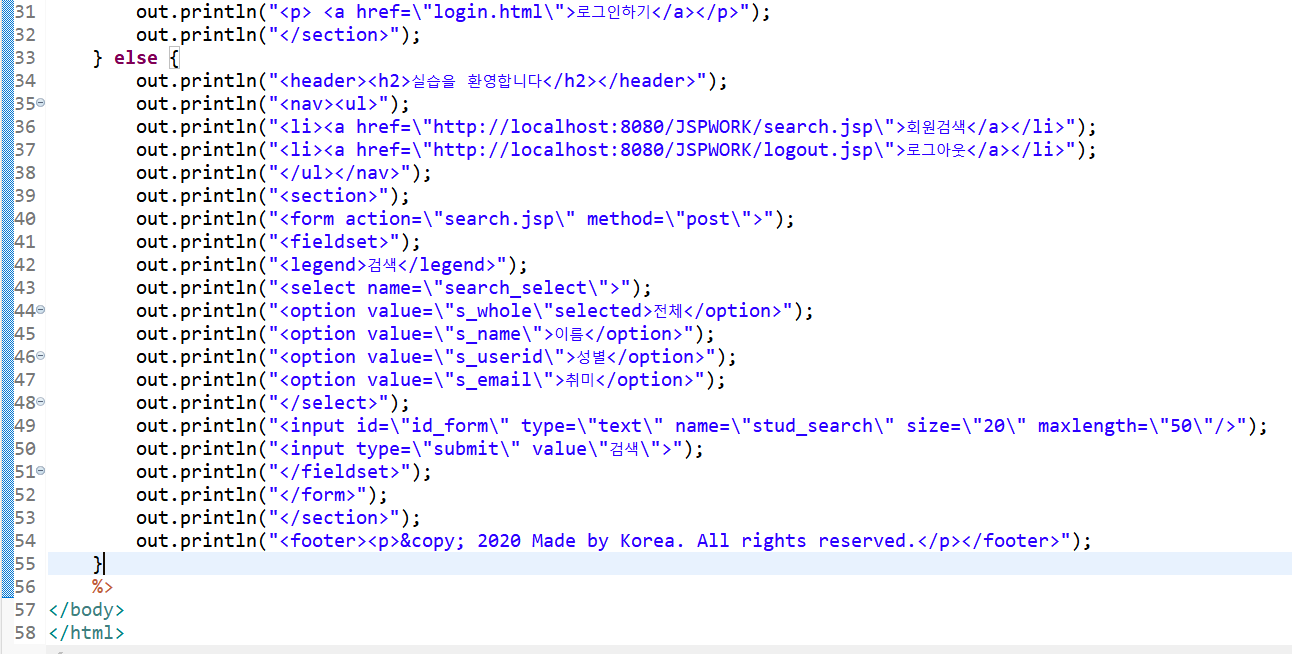 31 out.println("<p> <a href=\"login.html\">로그인하기</a></p>");
32 out.println("</section>");
33 } else {
34 out.println("<header><h2>실습을 환영합니다</h2></header>");
35 out.println("<nav><ul>");
36 out.println("<li><a href=\"http://localhost:8080/JSPWORK/search.jsp\">회원검색</a></li>");
37 out.println("<li><a href=\"http://localhost:8080/JSPWORK/logout.jsp\">로그아웃</a></li>");
38 out.println("</ul></nav>");
39 out.println("<section>");
40 out.println("<form action=\"search.jsp\" method=\"post\">");
41 out.println("<fieldset>");
42 out.println("<legend>검색</legend>");
43 out.println("<select name=\"search_select\">");
44 out.println("<option value=\"s_whole\"selected>전체</option>");
45 out.println("<option value=\"s_name\">이름</option>");
46 out.println("<option value=\"s_userid\">성별</option>");
47 out.println("<option value=\"s_email\">취미</option>");
48 out.println("</select>");
49 out.println("<input id=\"id_form\" type=\"text\" name=\"stud_search\" size=\"20\" maxlength=\"50\"/>");
50 out.println("<input type=\"submit\" value\"검색\">");
51 out.println("</fieldset>");
52 out.println("</form>");
53 out.println("</section>");
54 out.println("<footer><p>&copy; 2020 Made by Korea. All rights reserved.</p></footer>");
55 }
56 %>
57 </body>
58 </html>